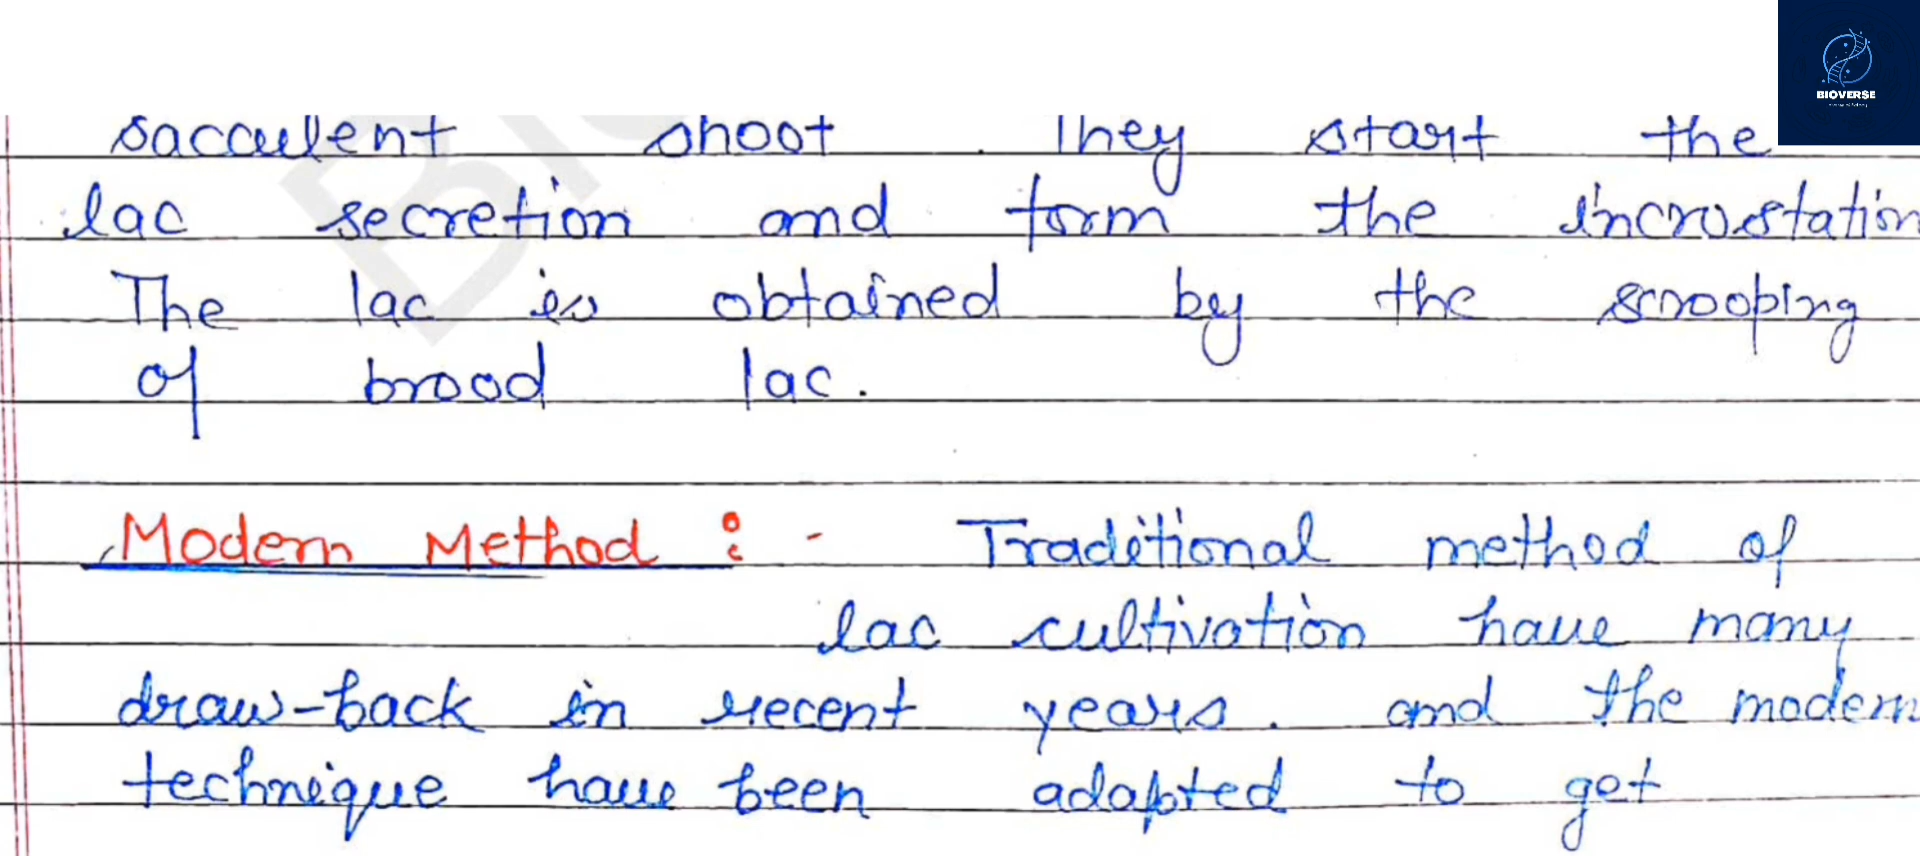 BIOVERSE
sacculent shoot. They start the
lac secretion and form the incrustation
The lac is obtained by the scrooping
of brood lac.
Modern Method :- Traditional method of
lac cultivation have many
draw-back in recent years. and the modern
technique have been adapted to get